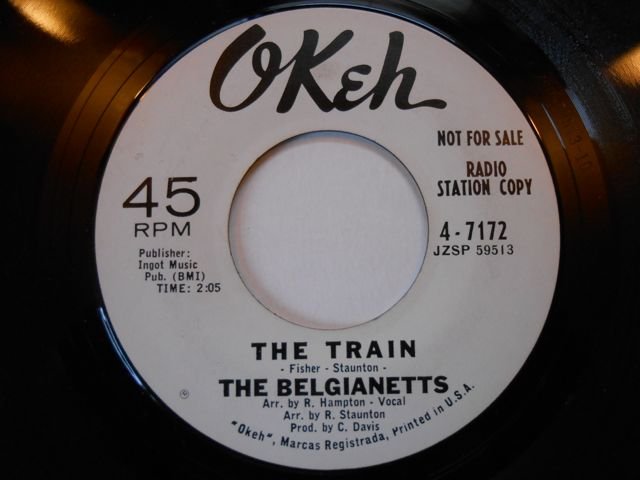 OKeh
NOT FOR SALE
RADIO
STATION COPY
45
RPM
4-7172
JZSP 59513
Publisher:
Ingot Music
Pub. (BMI)
TIME: 2:05
THE TRAIN
- Fisher - Staunton -
THE BELGIANETTS
Arr. by R. Hampton - Vocal
Arr. by R. Staunton
Prod. by C. Davis
"Okeh", Marcas Registrada, Printed in U.S.A.